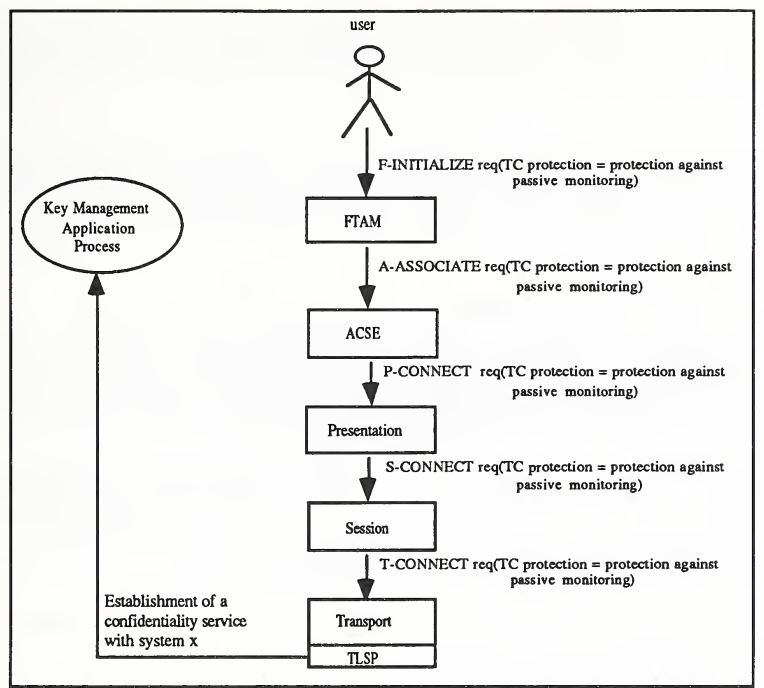 user
F-INITIALIZE req(TC protection = protection against
passive monitoring)
Key Management
Application
Process
FTAM
A-ASSOCIATE req(TC protection = protection against
passive monitoring)
ACSE
P-CONNECT req(TC protection = protection against
passive monitoring)
Presentation
S-CONNECT req(TC protection = protection against
passive monitoring)
Session
T-CONNECT req(TC protection = protection against
passive monitoring)
Establishment of a
confidentiality service
with system x
Transport
TLSP